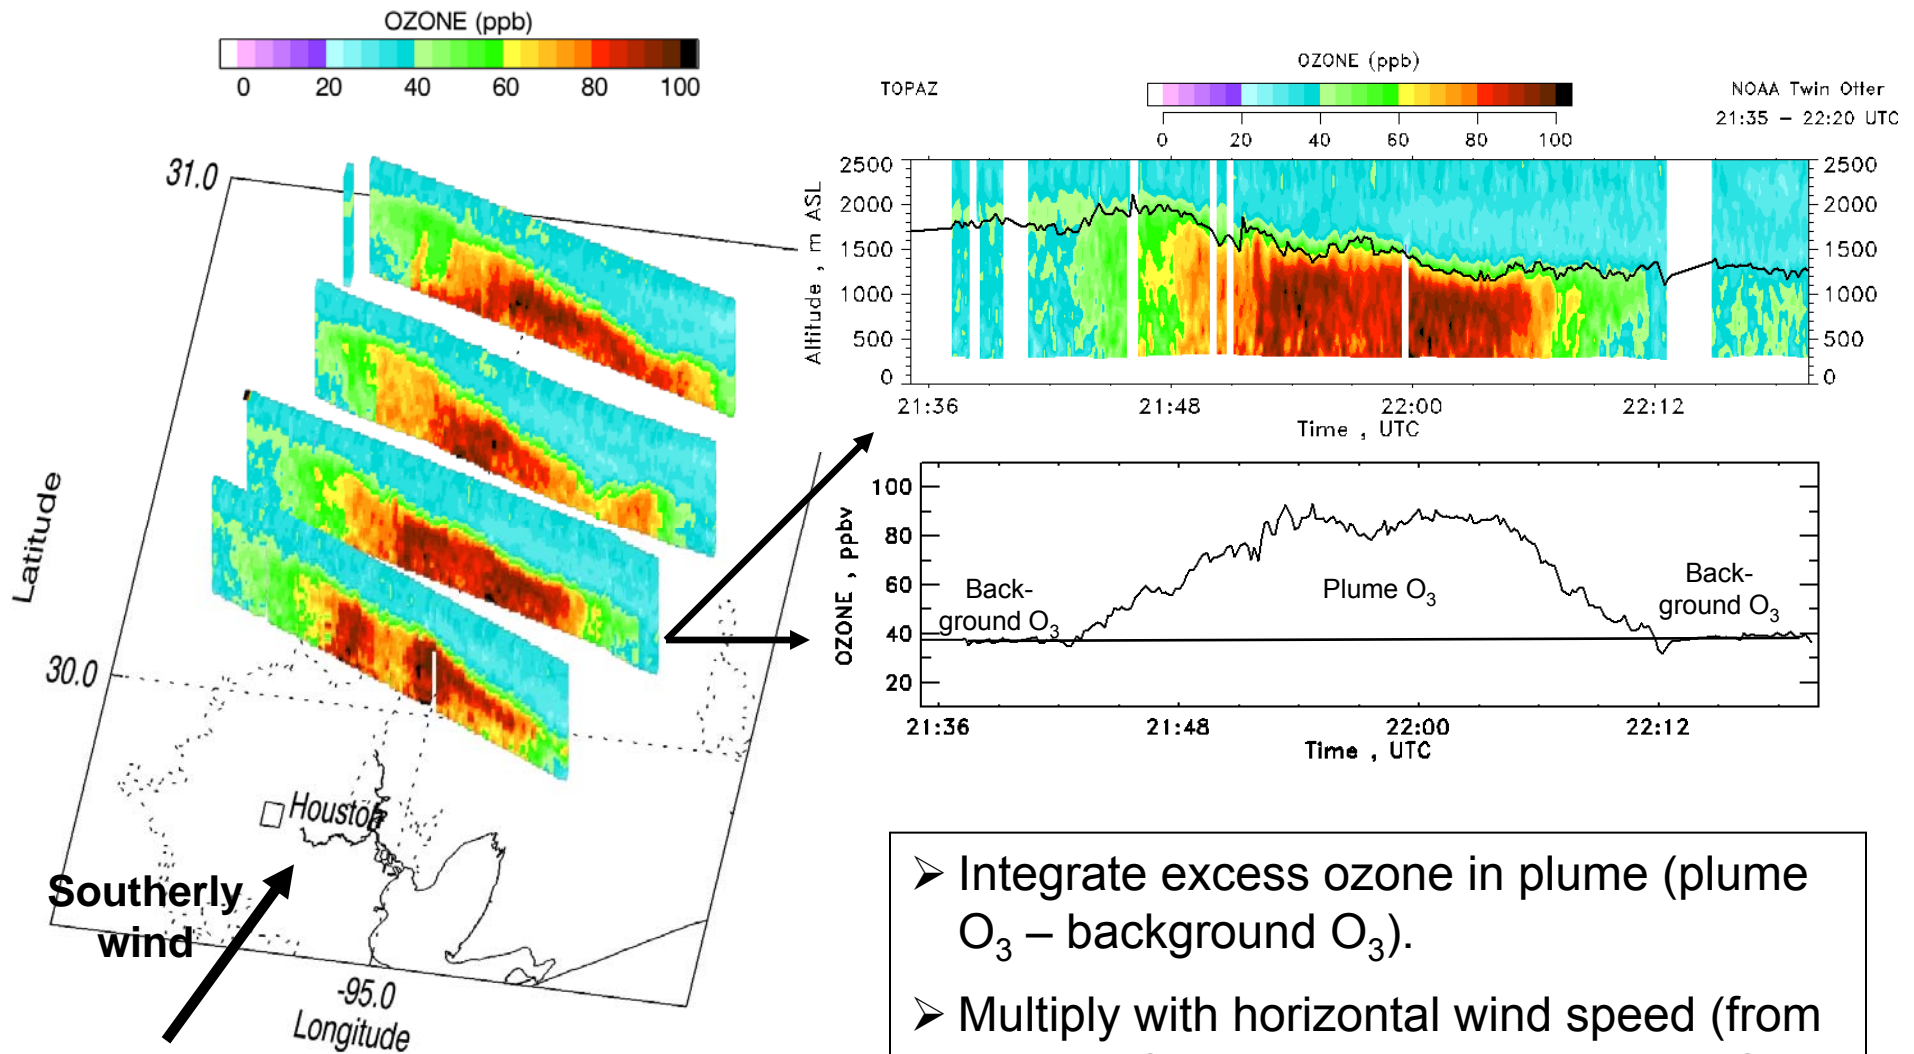 OZONE (ppb)
0 20 40 60 80 100
31.0
30.0
Latitude
Houston
Southerly
wind
-95.0
Longitude
TOPAZ
OZONE (ppb)
0 20 40 60 80 100
NOAA Twin Otter
21:35 – 22:20 UTC
Altitude , m ASL
2500 2500
2000 2000
1500 1500
1000 1000
500 500
0 0
21:36 21:48 22:00 22:12
Time , UTC
OZONE , ppbv
100
80
60
40
20
Back-
ground O3
Plume O3
Back-
ground O3
21:36 21:48 22:00 22:12
Time , UTC
➢ Integrate excess ozone in plume (plume
O3 – background O3).
➢ Multiply with horizontal wind speed (from